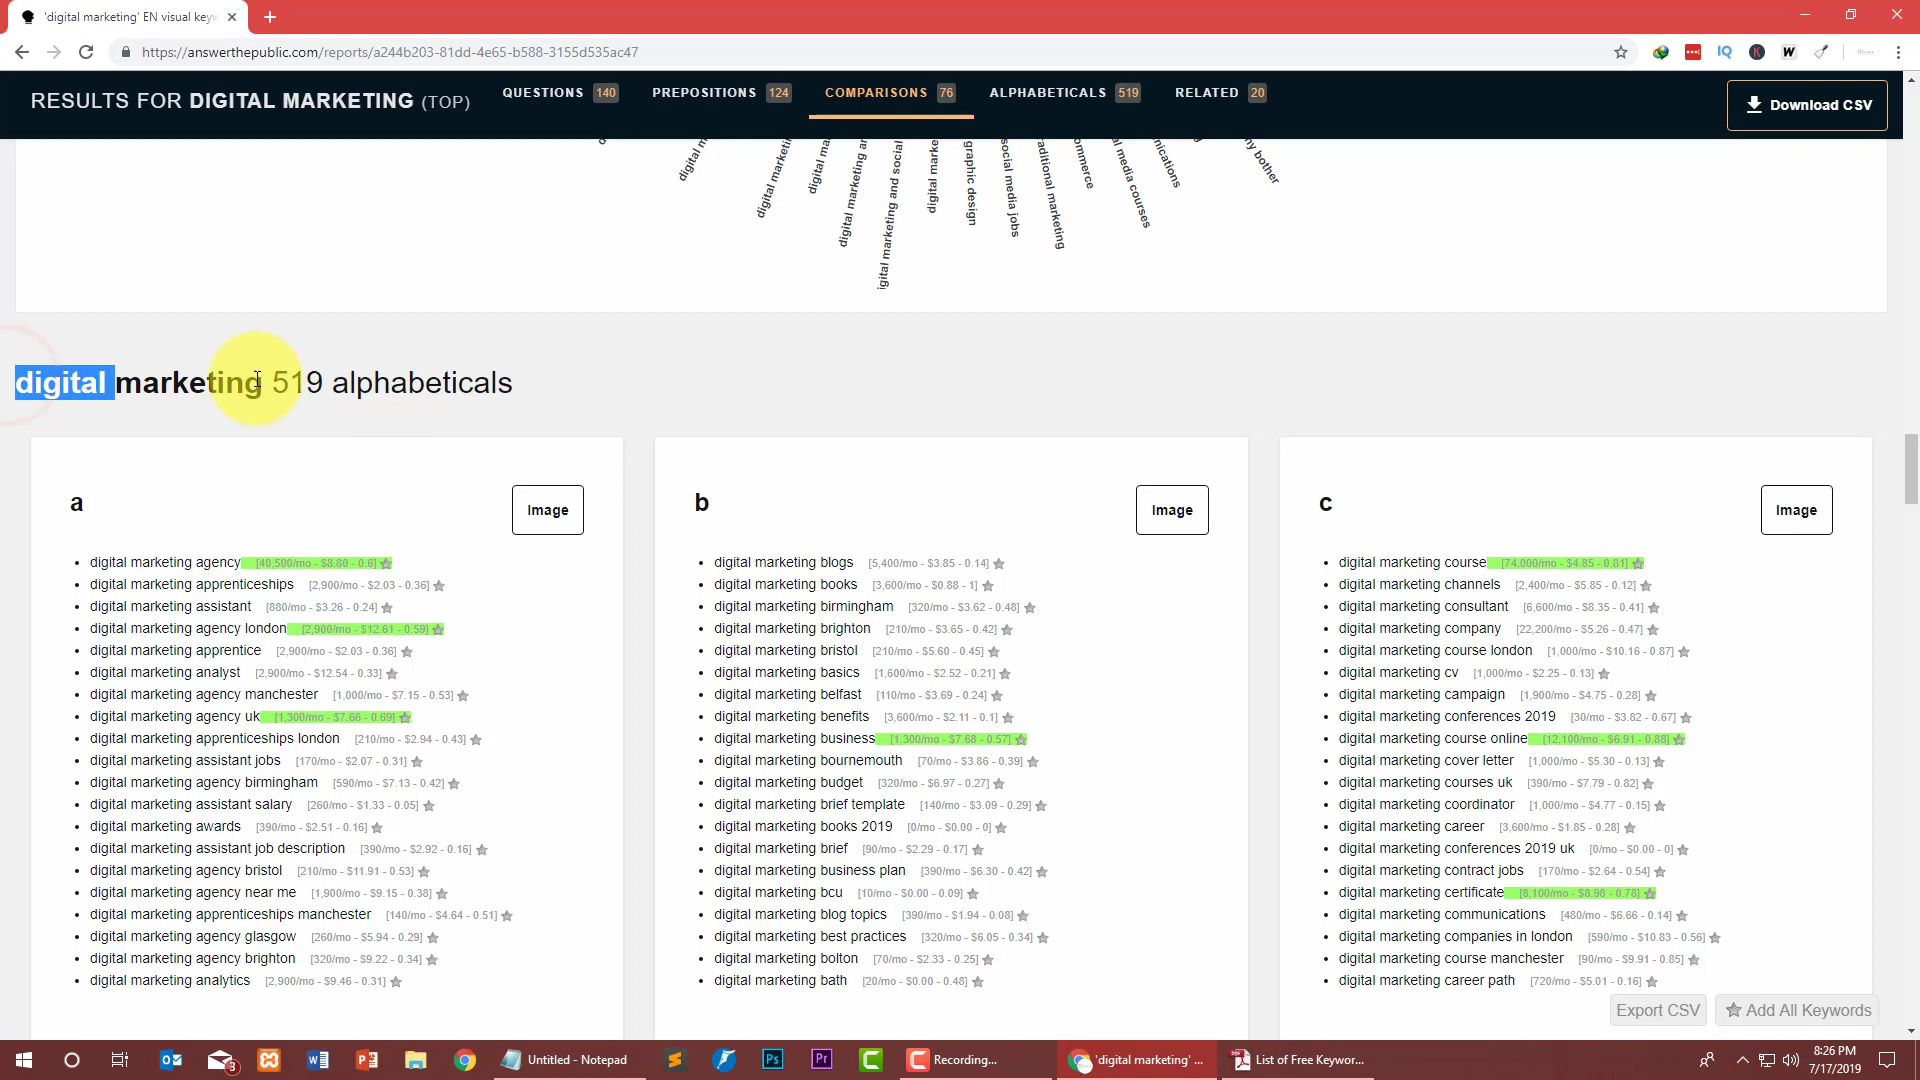 'digital marketing' EN visual keyw
https://answerthepublic.com/reports/a244b203-81dd-4e65-b588-3155d535ac47
RESULTS FOR DIGITAL MARKETING (TOP)
QUESTIONS 140
PREPOSITIONS 124
COMPARISONS 76
ALPHABETICALS 519
RELATED 20
Download CSV
digital m
digital marketin
digital ma
digital marketing ar
igital marketing and social
digital marke
graphic design
social media jobs
raditional marketing
ommerce
al media courses
nications
ny bother
digital marketing 519 alphabeticals
a
Image
digital marketing agency [40,500/mo - $8.80 - 0.6]
digital marketing apprenticeships [2,900/mo - $2.03 - 0.36]
digital marketing assistant [880/mo - $3.26 - 0.24]
digital marketing agency london [2,900/mo - $12.61 - 0.59]
digital marketing apprentice [2,900/mo - $2.03 - 0.36]
digital marketing analyst [2,900/mo - $12.54 - 0.33]
digital marketing agency manchester [1,000/mo - $7.15 - 0.53]
digital marketing agency uk [1,300/mo - $7.66 - 0.69]
digital marketing apprenticeships london [210/mo - $2.94 - 0.43]
digital marketing assistant jobs [170/mo - $2.07 - 0.31]
digital marketing agency birmingham [590/mo - $7.13 - 0.42]
digital marketing assistant salary [260/mo - $1.33 - 0.05]
digital marketing awards [390/mo - $2.51 - 0.16]
digital marketing assistant job description [390/mo - $2.92 - 0.16]
digital marketing agency bristol [210/mo - $11.91 - 0.53]
digital marketing agency near me [1,900/mo - $9.15 - 0.38]
digital marketing apprenticeships manchester [140/mo - $4.64 - 0.51]
digital marketing agency glasgow [260/mo - $5.94 - 0.29]
digital marketing agency brighton [320/mo - $9.22 - 0.34]
digital marketing analytics [2,900/mo - $9.46 - 0.31]
b
Image
digital marketing blogs [5,400/mo - $3.85 - 0.14]
digital marketing books [3,600/mo - $0.88 - 1]
digital marketing birmingham [320/mo - $3.62 - 0.48]
digital marketing brighton [210/mo - $3.65 - 0.42]
digital marketing bristol [210/mo - $5.60 - 0.45]
digital marketing basics [1,600/mo - $2.52 - 0.21]
digital marketing belfast [110/mo - $3.69 - 0.24]
digital marketing benefits [3,600/mo - $2.11 - 0.1]
digital marketing business [1,300/mo - $7.68 - 0.57]
digital marketing bournemouth [70/mo - $3.86 - 0.39]
digital marketing budget [320/mo - $6.97 - 0.27]
digital marketing brief template [140/mo - $3.09 - 0.29]
digital marketing books 2019 [0/mo - $0.00 - 0]
digital marketing brief [90/mo - $2.29 - 0.17]
digital marketing business plan [390/mo - $6.30 - 0.42]
digital marketing bcu [10/mo - $0.00 - 0.09]
digital marketing blog topics [390/mo - $1.94 - 0.08]
digital marketing best practices [320/mo - $6.05 - 0.34]
digital marketing bolton [70/mo - $2.33 - 0.25]
digital marketing bath [20/mo - $0.00 - 0.48]
c
Image
digital marketing course [74,000/mo - $4.85 - 0.81]
digital marketing channels [2,400/mo - $5.85 - 0.12]
digital marketing consultant [6,600/mo - $8.35 - 0.41]
digital marketing company [22,200/mo - $5.26 - 0.47]
digital marketing course london [1,000/mo - $10.16 - 0.87]
digital marketing cv [1,000/mo - $2.25 - 0.13]
digital marketing campaign [1,900/mo - $4.75 - 0.28]
digital marketing conferences 2019 [30/mo - $3.82 - 0.67]
digital marketing course online [12,100/mo - $6.91 - 0.88]
digital marketing cover letter [1,000/mo - $5.30 - 0.13]
digital marketing courses uk [390/mo - $7.79 - 0.82]
digital marketing coordinator [1,000/mo - $4.77 - 0.15]
digital marketing career [3,600/mo - $1.85 - 0.28]
digital marketing conferences 2019 uk [0/mo - $0.00 - 0]
digital marketing contract jobs [170/mo - $2.64 - 0.54]
digital marketing certificate [8,100/mo - $8.98 - 0.78]
digital marketing communications [480/mo - $6.66 - 0.14]
digital marketing companies in london [590/mo - $10.83 - 0.56]
digital marketing course manchester [90/mo - $9.91 - 0.85]
digital marketing career path [720/mo - $5.01 - 0.16]
Export CSV
Add All Keywords
Untitled - Notepad
Recording...
'digital marketing' ...
List of Free Keywor...
8:26 PM
7/17/2019